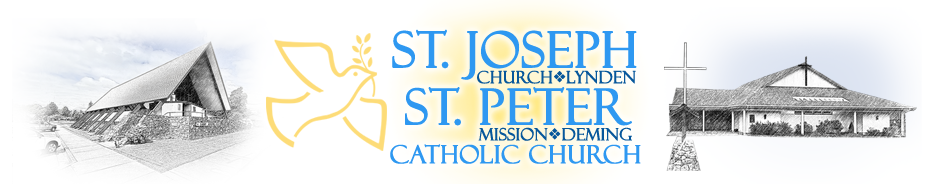 ST. JOSEPH
CHURCH❖LYNDEN
ST. PETER
MISSION❖DEMING
CATHOLIC CHURCH